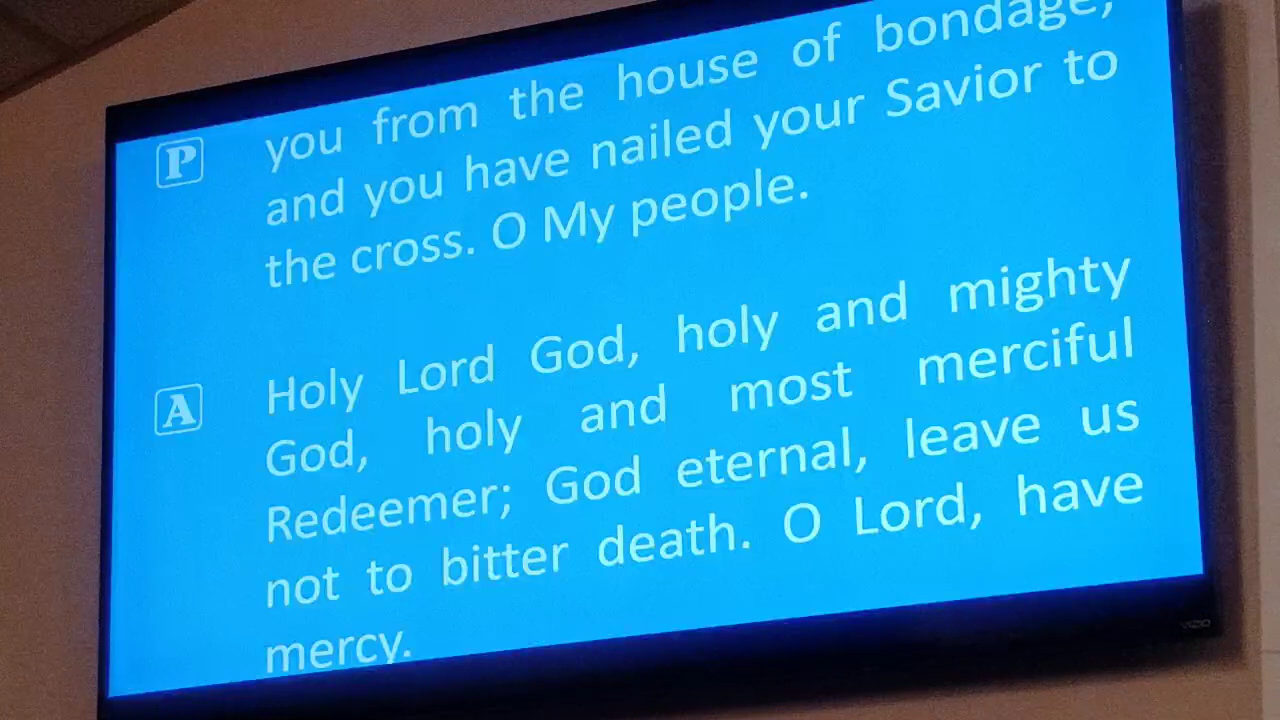 you from the house of bondage,
P and you have nailed your Savior to
the cross. O My people.
Holy Lord God, holy and mighty
A God, holy and most merciful
Redeemer; God eternal, leave us
not to bitter death. O Lord, have
mercy.
VIZIO